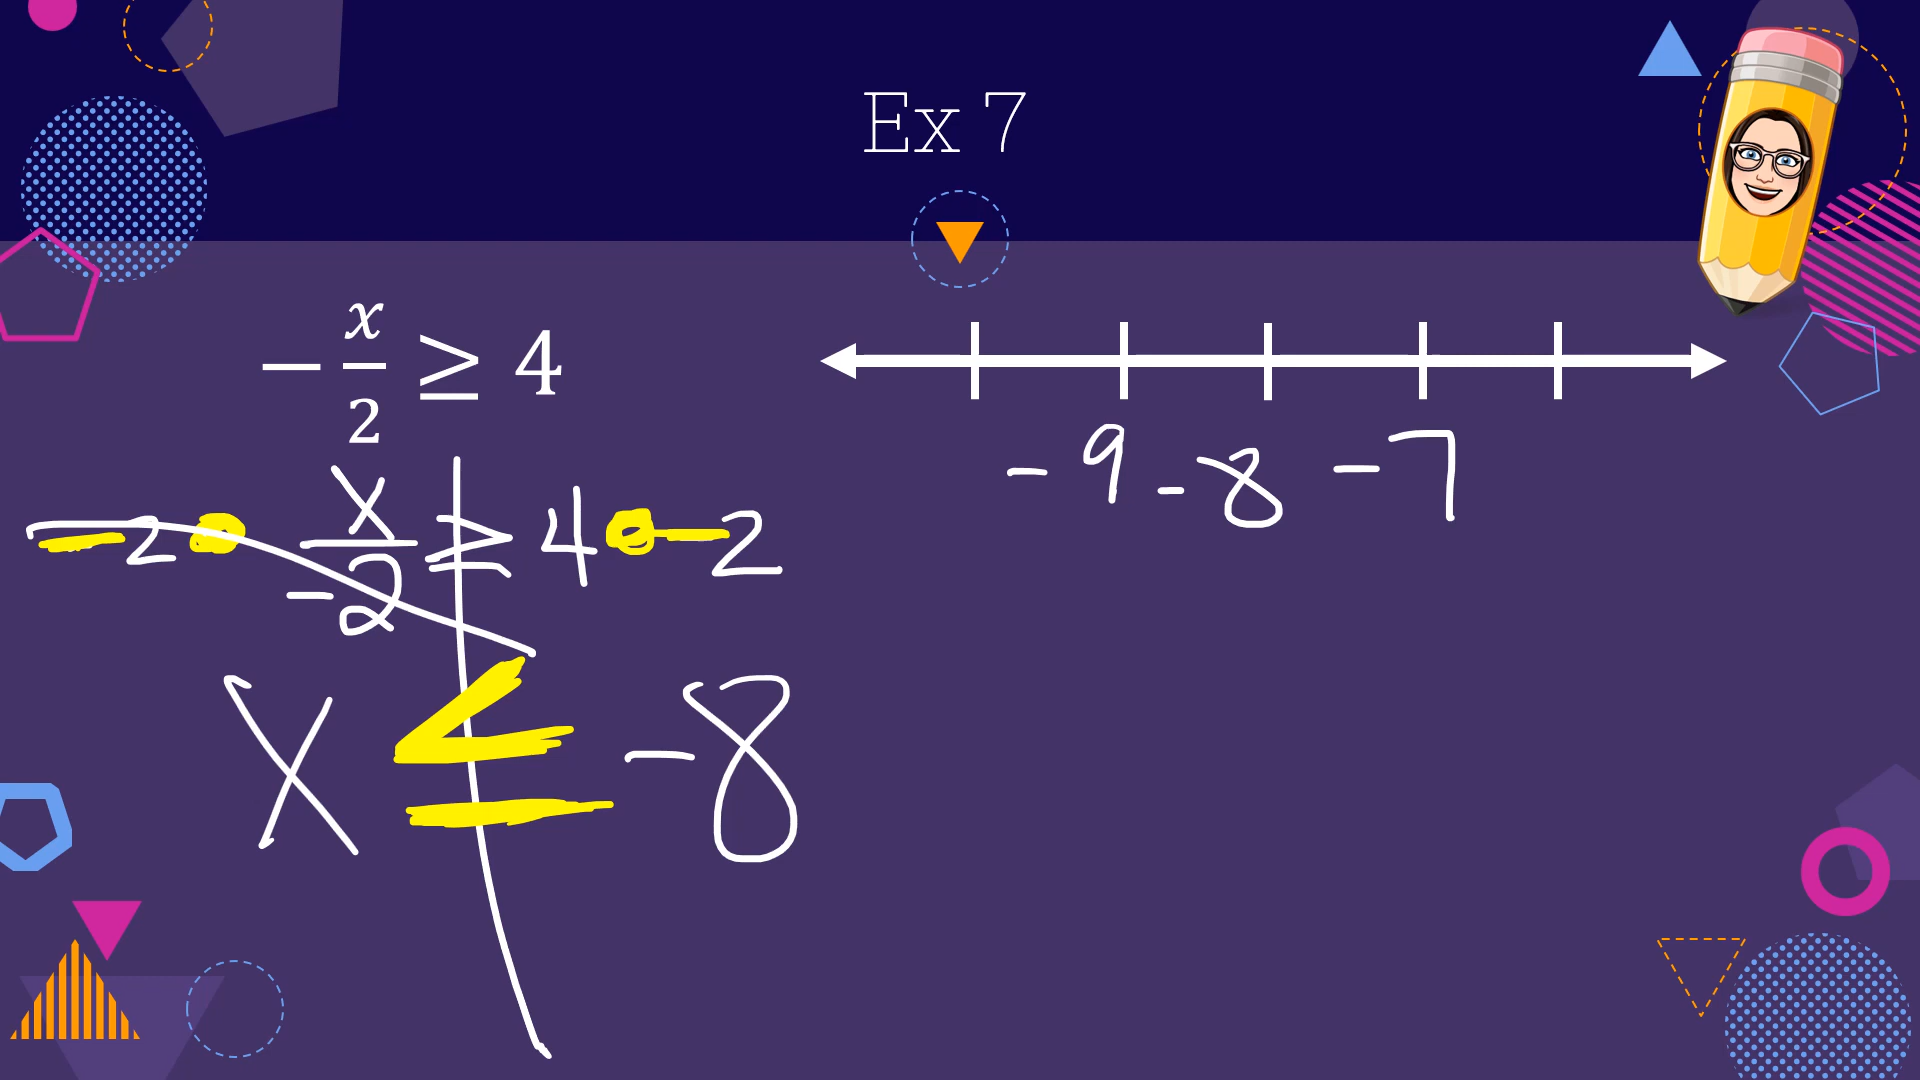 Ex 7
−x/2 ≥ 4
−2 · x/−2 ≥ 4 · −2
x ≤ −8
−9 −8 −7